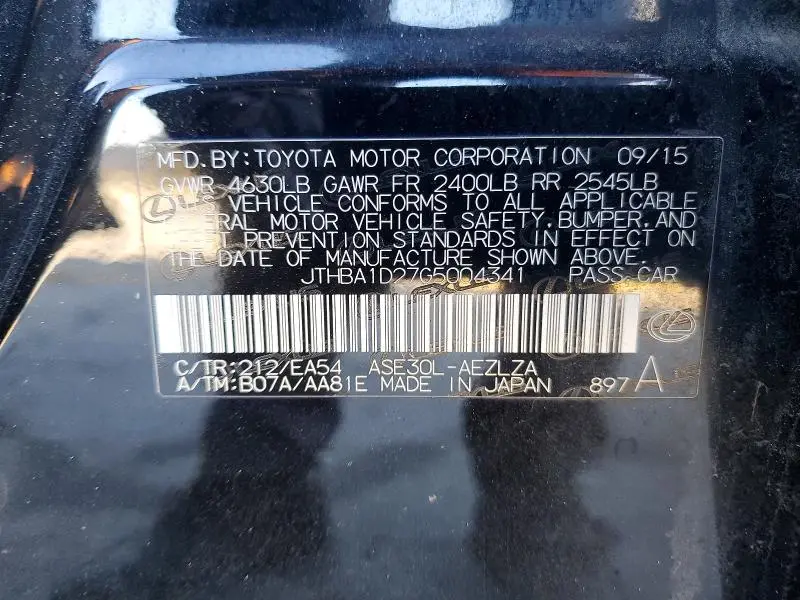 MFD. BY: TOYOTA MOTOR CORPORATION 09/15
GVWR 4630LB GAWR FR 2400LB RR 2545LB
VEHICLE CONFORMS TO ALL APPLICABLE
MOTOR VEHICLE SAFETY, BUMPER, AND
PREVENTION STANDARDS IN EFFECT ON
THE DATE OF MANUFACTURE SHOWN ABOVE.
JTHBA1D27G5004341 PASS CAR
C/TR: 212/EA54 ASE30L-AEZLZA
A/TM: B07A/AA81E MADE IN JAPAN 897 A